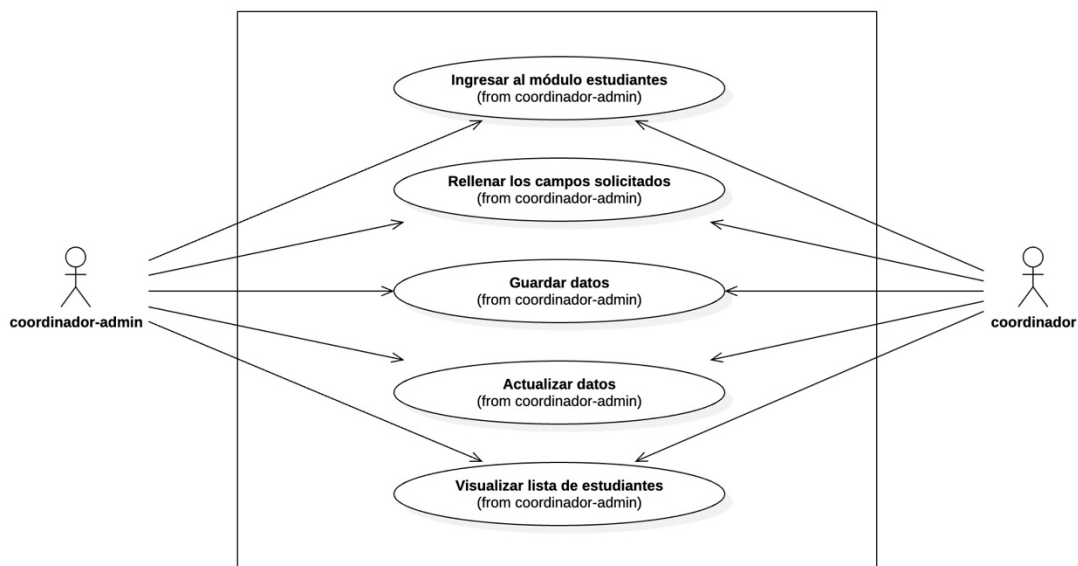 Ingresar al módulo estudiantes
(from coordinador-admin)
Rellenar los campos solicitados
(from coordinador-admin)
Guardar datos
(from coordinador-admin)
coordinador-admin
coordinador
Actualizar datos
(from coordinador-admin)
Visualizar lista de estudiantes
(from coordinador-admin)